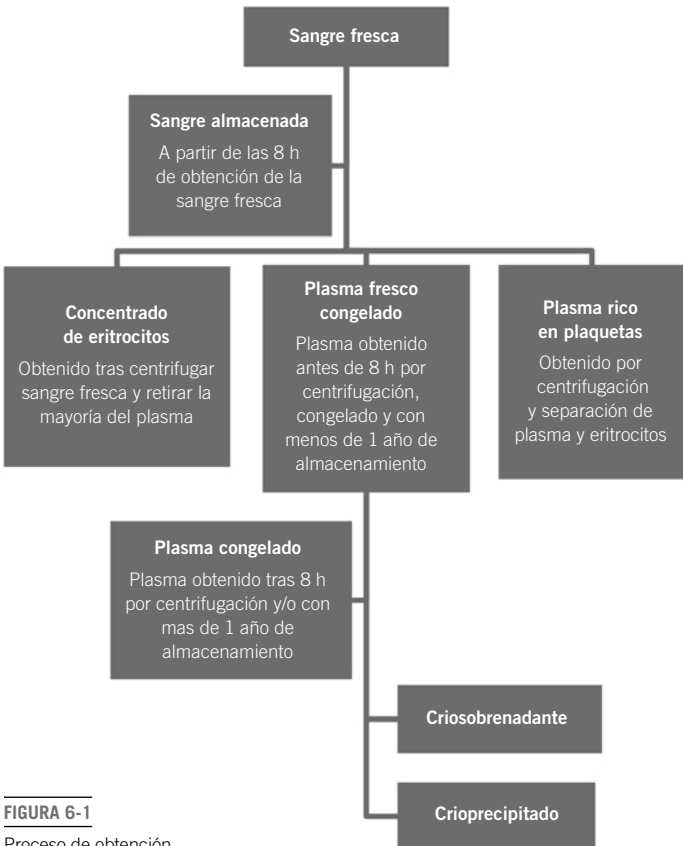 Sangre fresca
Sangre almacenada
A partir de las 8 h
de obtención de la
sangre fresca
Concentrado
de eritrocitos
Obtenido tras centrifugar
sangre fresca y retirar la
mayoría del plasma
Plasma fresco
congelado
Plasma obtenido
antes de 8 h por
centrifugación,
congelado y con
menos de 1 año de
almacenamiento
Plasma rico
en plaquetas
Obtenido por
centrifugación
y separación de
plasma y eritrocitos
Plasma congelado
Plasma obtenido tras 8 h
por centrifugación y/o con
mas de 1 año de
almacenamiento
Criosobrenadante
Crioprecipitado
FIGURA 6-1
Proceso de obtención